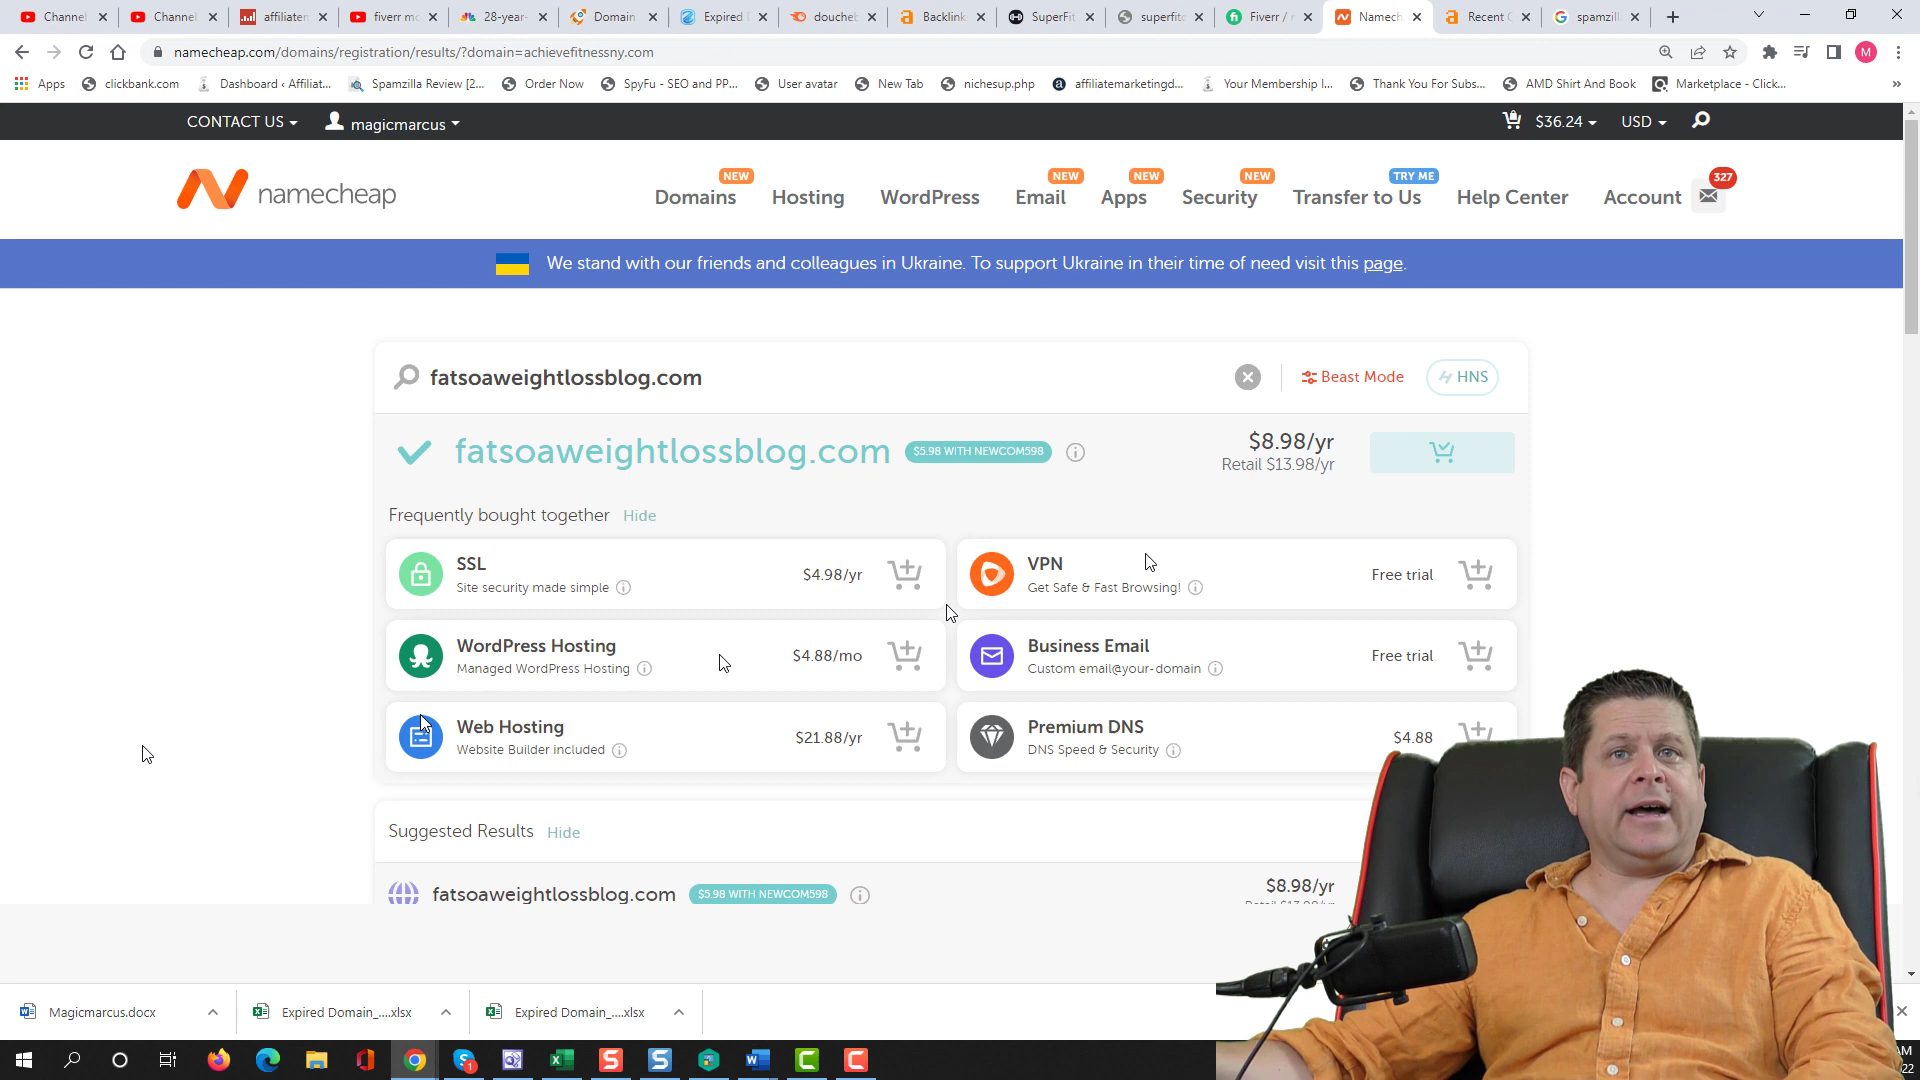 Channel
Channel
affiliaten
fiverr mc
28-year-
Domain
Expired
doucheb
Backlink
SuperFit
superfitc
Fiverr / r
Namech
Recent C
spamzill
namecheap.com/domains/registration/results/?domain=achievefitnessny.com
M
Apps
clickbank.com
Dashboard ‹ Affiliat...
Spamzilla Review [2...
Order Now
SpyFu - SEO and PP...
User avatar
New Tab
nichesup.php
affiliatemarketingd...
Your Membership I...
Thank You For Subs...
AMD Shirt And Book
Marketplace - Click...
»
CONTACT US
magicmarcus
$36.24
USD
namecheap
NEW
NEW
NEW
NEW
TRY ME
327
Domains
Hosting
WordPress
Email
Apps
Security
Transfer to Us
Help Center
Account
We stand with our friends and colleagues in Ukraine. To support Ukraine in their time of need visit this page.
fatsoaweightlossblog.com
Beast Mode
HNS
fatsoaweightlossblog.com
$5.98 WITH NEWCOM598
$8.98/yr
Retail $13.98/yr
Frequently bought together Hide
SSL
Site security made simple
$4.98/yr
VPN
Get Safe & Fast Browsing!
Free trial
WordPress Hosting
Managed WordPress Hosting
$4.88/mo
Business Email
Custom email@your-domain
Free trial
Web Hosting
Website Builder included
$21.88/yr
Premium DNS
DNS Speed & Security
$4.88
Suggested Results Hide
fatsoaweightlossblog.com
$5.98 WITH NEWCOM598
$8.98/yr
Magicmarcus.docx
Expired Domain_....xlsx
Expired Domain_....xlsx
AM
22